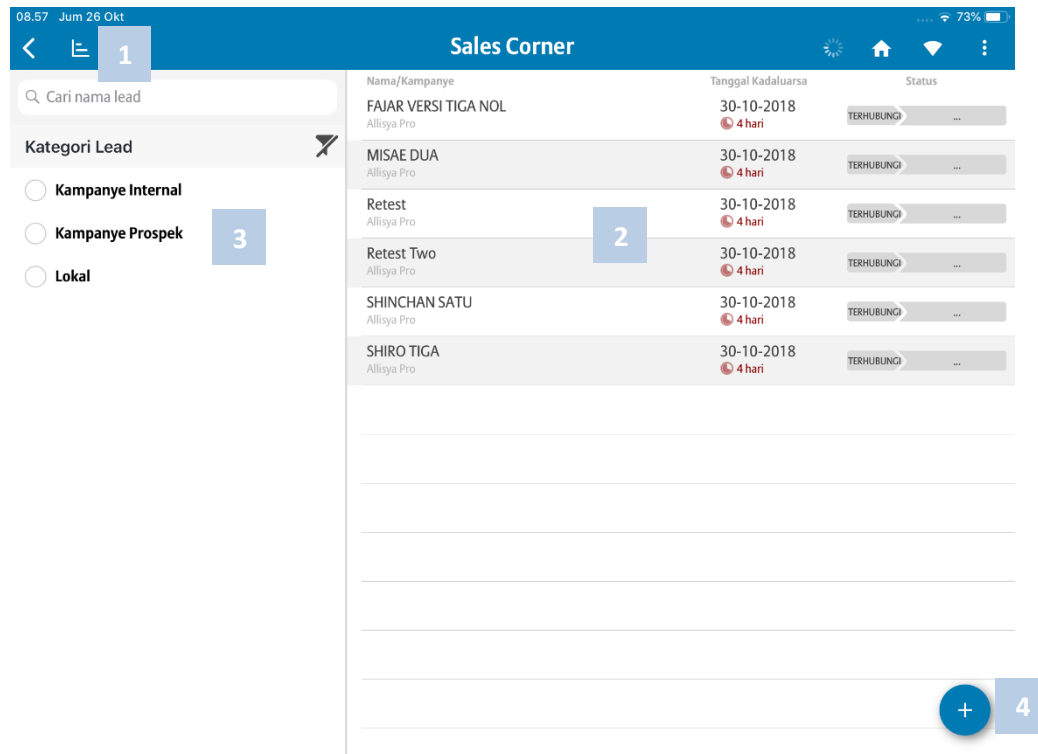 08.57 Jum 26 Okt 73%
1
Sales Corner
Cari nama lead
Kategori Lead
Kampanye Internal
Kampanye Prospek
3
Lokal
Nama/Kampanye Tanggal Kadaluarsa Status
FAJAR VERSI TIGA NOL 30-10-2018 TERHUBUNGI ...
Allisya Pro 4 hari
MISAE DUA 30-10-2018 TERHUBUNGI ...
Allisya Pro 4 hari
Retest 30-10-2018 TERHUBUNGI ...
Allisya Pro 4 hari
2
Retest Two 30-10-2018 TERHUBUNGI ...
Allisya Pro 4 hari
SHINCHAN SATU 30-10-2018 TERHUBUNGI ...
Allisya Pro 4 hari
SHIRO TIGA 30-10-2018 TERHUBUNGI ...
Allisya Pro 4 hari
+
4